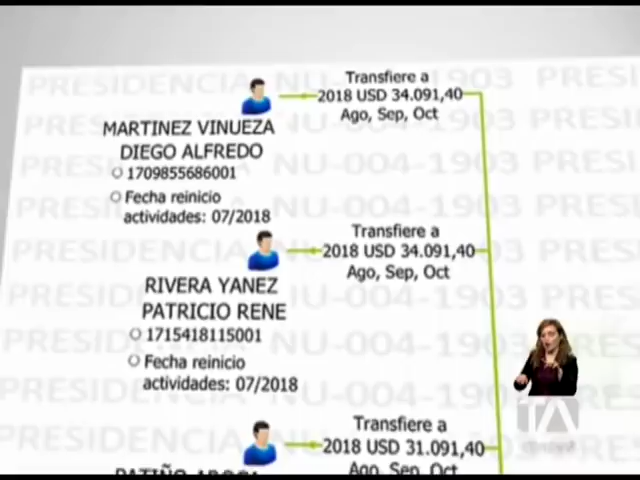 PRESIDENCIA NU-004-1903 PRESI
Transfiere a
2018 USD 34.091,40
Ago, Sep, Oct
MARTINEZ VINUEZA
DIEGO ALFREDO
1709855686001
Fecha reinicio
actividades: 07/2018
Transfiere a
2018 USD 34.091,40
Ago, Sep, Oct
RIVERA YANEZ
PATRICIO RENE
1715418115001
Fecha reinicio
actividades: 07/2018
Transfiere a
2018 USD 31.091,40
Ago, Sep, Oct
TA